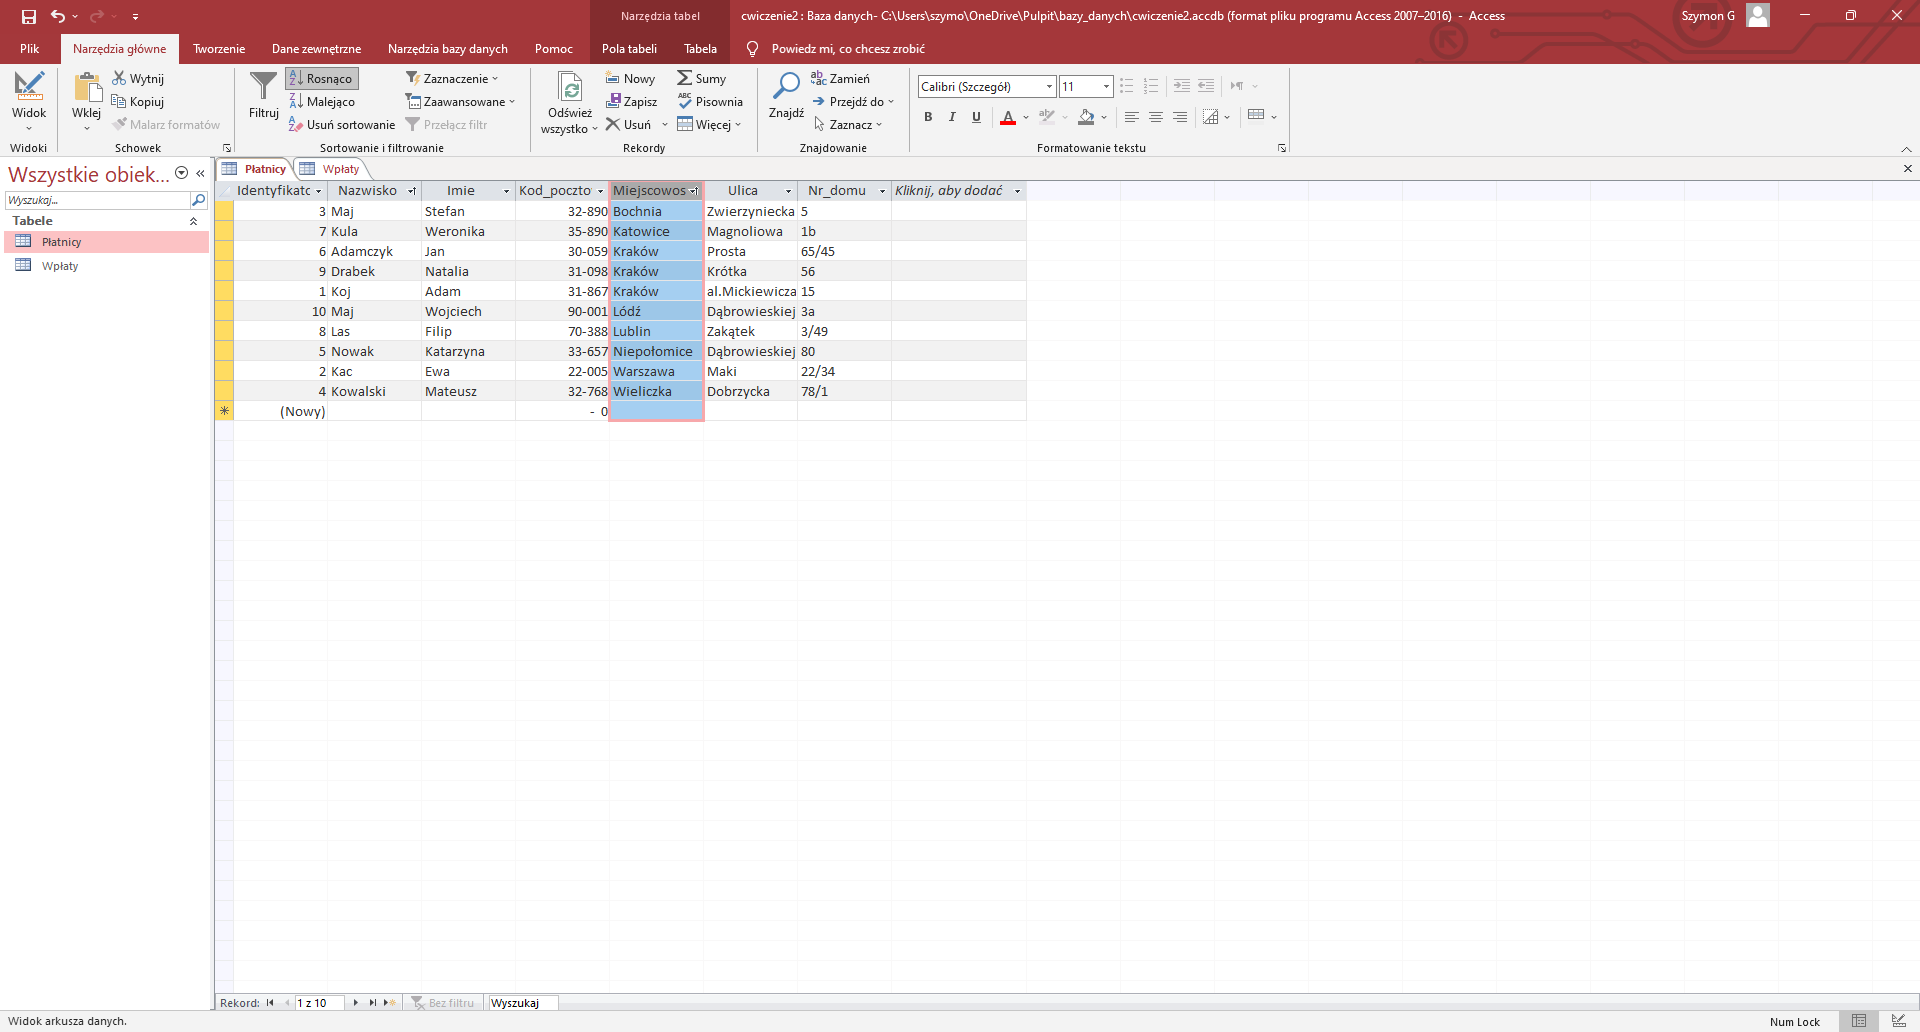 Narzędzia tabel
cwiczenie2 : Baza danych- C:\Users\szymo\OneDrive\Pulpit\bazy_danych\cwiczenie2.accdb (format pliku programu Access 2007–2016) - Access
Szymon G
Plik Narzędzia główne Tworzenie Dane zewnętrzne Narzędzia bazy danych Pomoc Pola tabeli Tabela Powiedz mi, co chcesz zrobić
Widok
Widoki
Wklej
Wytnij
Kopiuj
Malarz formatów
Schowek
Filtruj
Rosnąco
Malejąco
Usuń sortowanie
Zaznaczenie
Zaawansowane
Przełącz filtr
Sortowanie i filtrowanie
Odśwież
wszystko
Nowy
Zapisz
Usuń
Sumy
Pisownia
Więcej
Rekordy
Znajdź
Zamień
Przejdź do
Zaznacz
Znajdowanie
Calibri (Szczegół) 11
B I U A
Formatowanie tekstu
Wszystkie obiek...
Wyszukaj...
Tabele
Płatnicy
Wpłaty
Płatnicy Wpłaty
Identyfikatc Nazwisko Imie Kod_poczto Miejscowos Ulica Nr_domu Kliknij, aby dodać
3 Maj Stefan 32-890 Bochnia Zwierzyniecka 5
7 Kula Weronika 35-890 Katowice Magnoliowa 1b
6 Adamczyk Jan 30-059 Kraków Prosta 65/45
9 Drabek Natalia 31-098 Kraków Krótka 56
1 Koj Adam 31-867 Kraków al.Mickiewicza 15
10 Maj Wojciech 90-001 Lódź Dąbrowieskiej 3a
8 Las Filip 70-388 Lublin Zakątek 3/49
5 Nowak Katarzyna 33-657 Niepołomice Dąbrowieskiej 80
2 Kac Ewa 22-005 Warszawa Maki 22/34
4 Kowalski Mateusz 32-768 Wieliczka Dobrzycka 78/1
(Nowy) - 0
Rekord: 1 z 10 Bez filtru Wyszukaj
Widok arkusza danych.
Num Lock